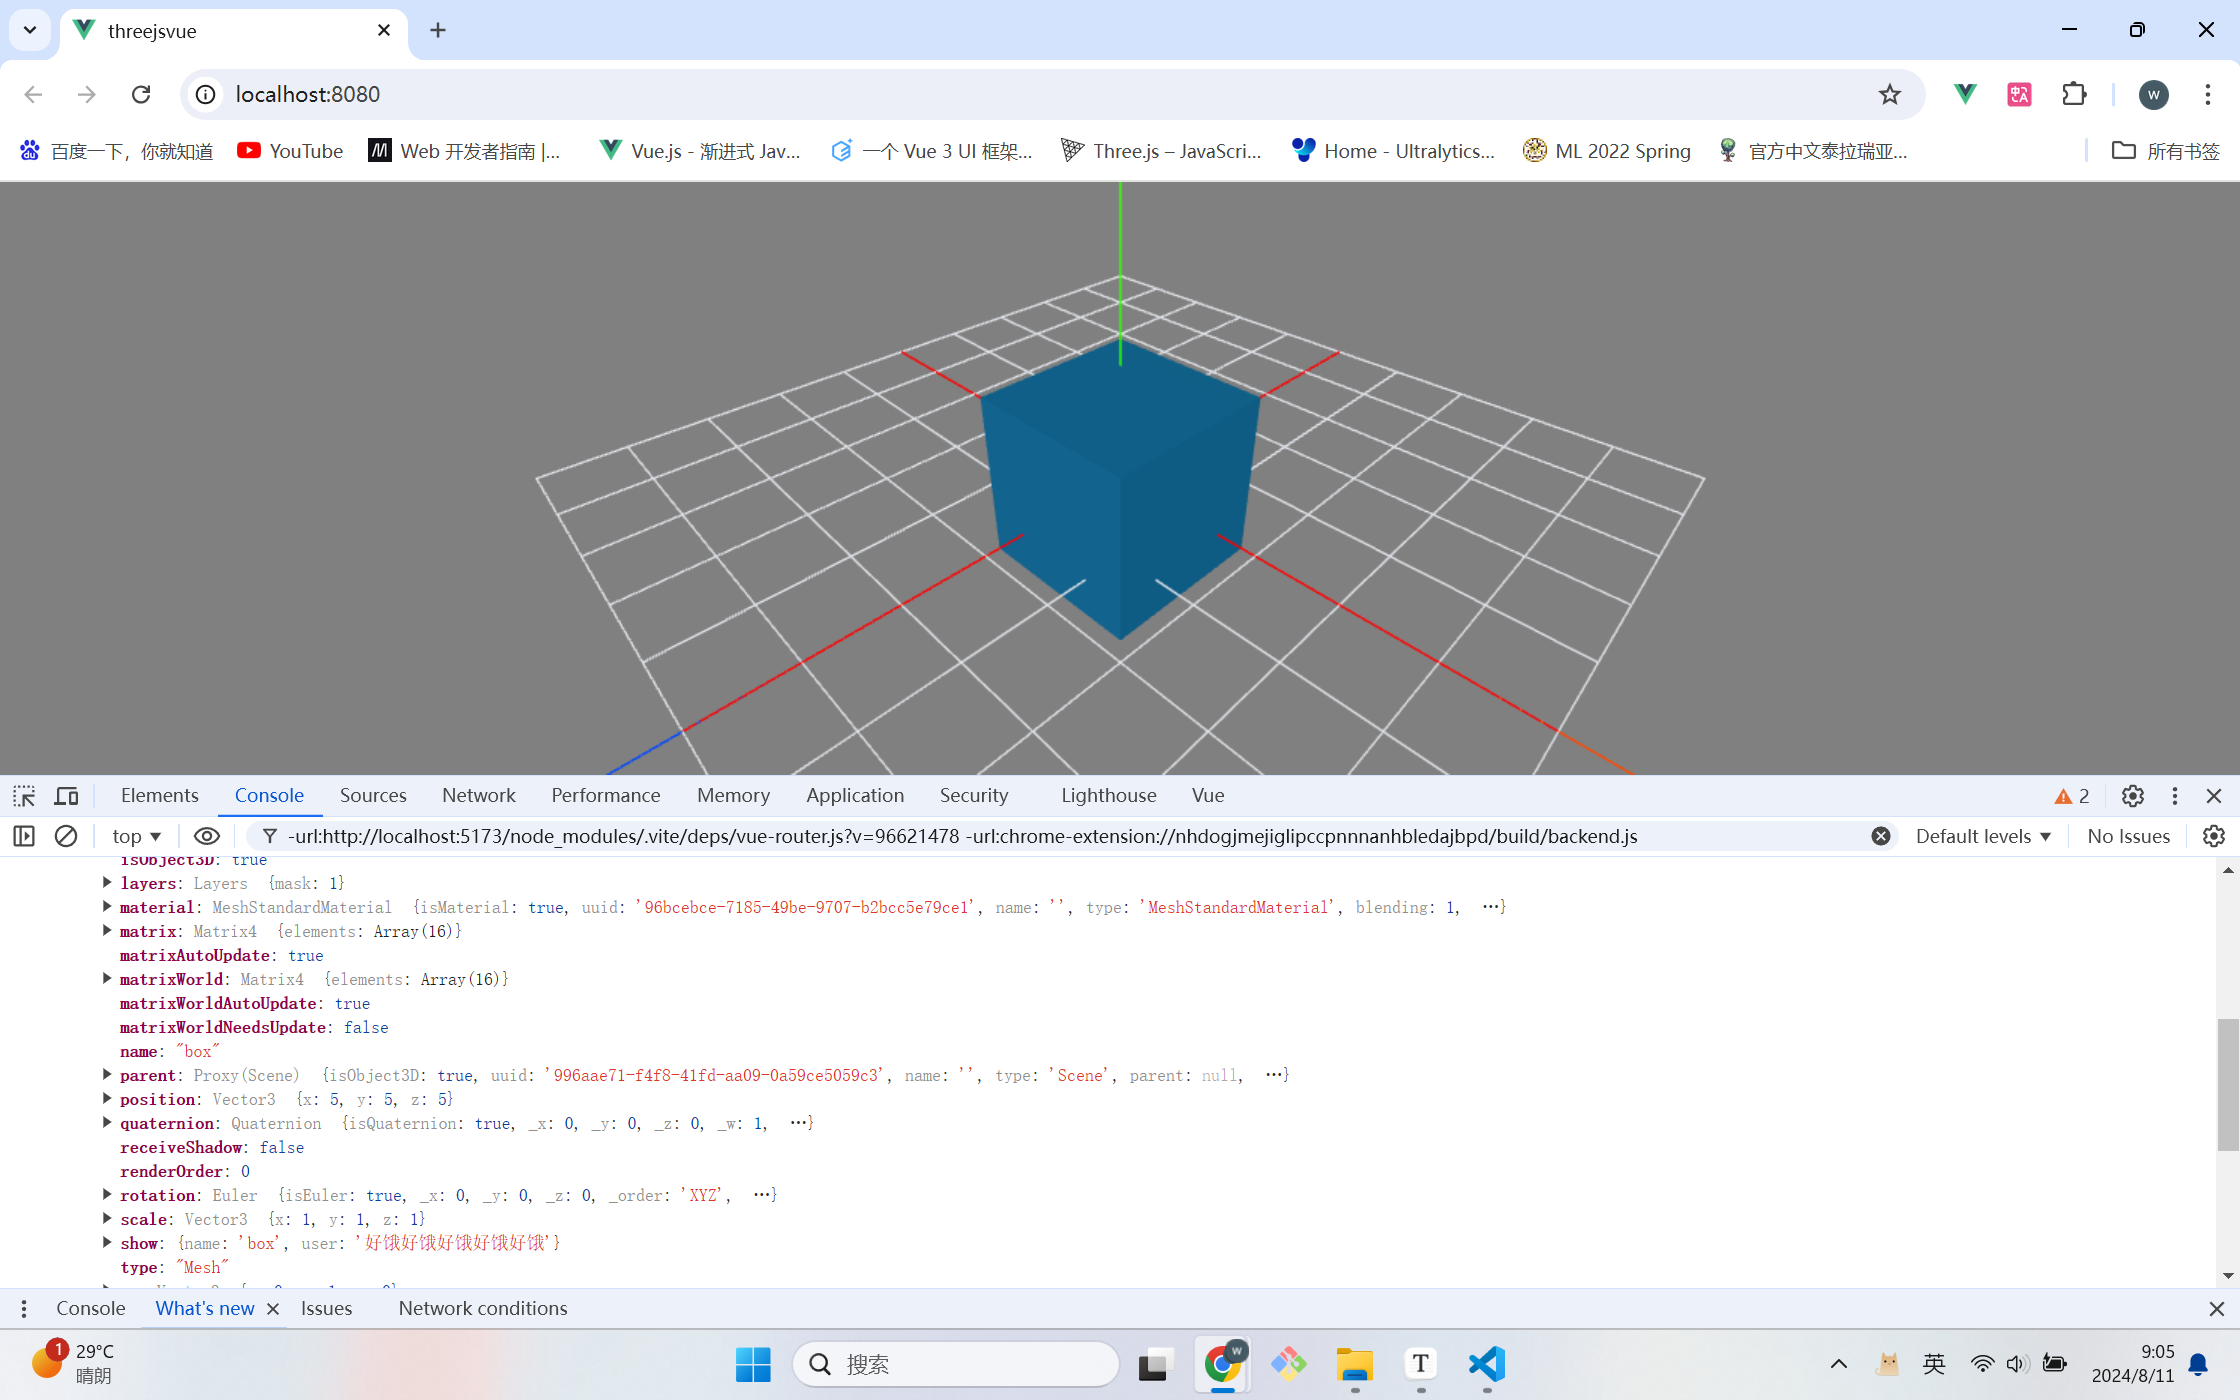 threejsvue
localhost:8080
W
百度一下，你就知道
YouTube
Web 开发者指南 |...
Vue.js - 渐进式 Jav...
一个 Vue 3 UI 框架...
Three.js – JavaScri...
Home - Ultralytics...
ML 2022 Spring
官方中文泰拉瑞亚...
所有书签
Elements Console Sources Network Performance Memory Application Security Lighthouse Vue 2
top -url:http://localhost:5173/node_modules/.vite/deps/vue-router.js?v=96621478 -url:chrome-extension://nhdogjmejiglipccpnnnanhbledajbpd/build/backend.js Default levels No Issues
isObject3D: true
layers: Layers {mask: 1}
material: MeshStandardMaterial {isMaterial: true, uuid: '96bcebce-7185-49be-9707-b2bcc5e79ce1', name: '', type: 'MeshStandardMaterial', blending: 1, …}
matrix: Matrix4 {elements: Array(16)}
matrixAutoUpdate: true
matrixWorld: Matrix4 {elements: Array(16)}
matrixWorldAutoUpdate: true
matrixWorldNeedsUpdate: false
name: "box"
parent: Proxy(Scene) {isObject3D: true, uuid: '996aae71-f4f8-41fd-aa09-0a59ce5059c3', name: '', type: 'Scene', parent: null, …}
position: Vector3 {x: 5, y: 5, z: 5}
quaternion: Quaternion {isQuaternion: true, _x: 0, _y: 0, _z: 0, _w: 1, …}
receiveShadow: false
renderOrder: 0
rotation: Euler {isEuler: true, _x: 0, _y: 0, _z: 0, _order: 'XYZ', …}
scale: Vector3 {x: 1, y: 1, z: 1}
show: {name: 'box', user: '好饿好饿好饿好饿好饿'}
type: "Mesh"
Console What's new Issues Network conditions
1
29°C
晴朗
搜索
W
T
英
9:05
2024/8/11